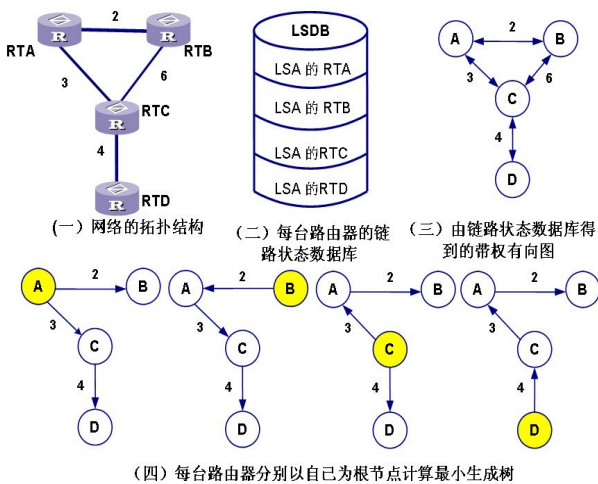 2
R
R
RTA
RTB
3
6
R
RTC
4
R
RTD
(一）网络的拓扑结构
LSDB
LSA 的 RTA
LSA 的 RTB
LSA 的RTC
LSA 的RTD
（二）每台路由器的链
路状态数据库
A
2
B
3
6
C
4
D
（三）由链路状态数据库得
到的带权有向图
A
2
B
3
C
4
D
A
2
B
3
C
4
D
A
2
B
3
C
4
D
A
2
B
3
C
4
D
（四）每台路由器分别以自己为根节点计算最小生成树